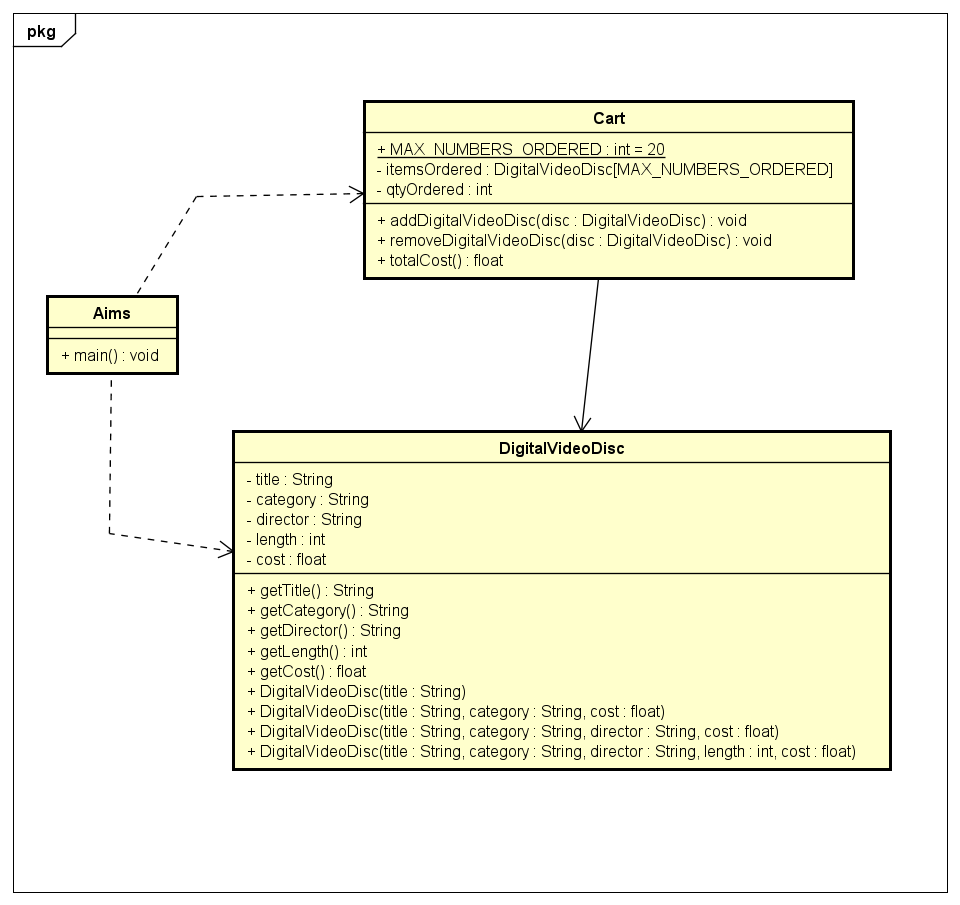 pkg
Cart
+ MAX_NUMBERS_ORDERED : int = 20
- itemsOrdered : DigitalVideoDisc[MAX_NUMBERS_ORDERED]
- qtyOrdered : int
+ addDigitalVideoDisc(disc : DigitalVideoDisc) : void
+ removeDigitalVideoDisc(disc : DigitalVideoDisc) : void
+ totalCost() : float
Aims
+ main() : void
DigitalVideoDisc
- title : String
- category : String
- director : String
- length : int
- cost : float
+ getTitle() : String
+ getCategory() : String
+ getDirector() : String
+ getLength() : int
+ getCost() : float
+ DigitalVideoDisc(title : String)
+ DigitalVideoDisc(title : String, category : String, cost : float)
+ DigitalVideoDisc(title : String, category : String, director : String, cost : float)
+ DigitalVideoDisc(title : String, category : String, director : String, length : int, cost : float)